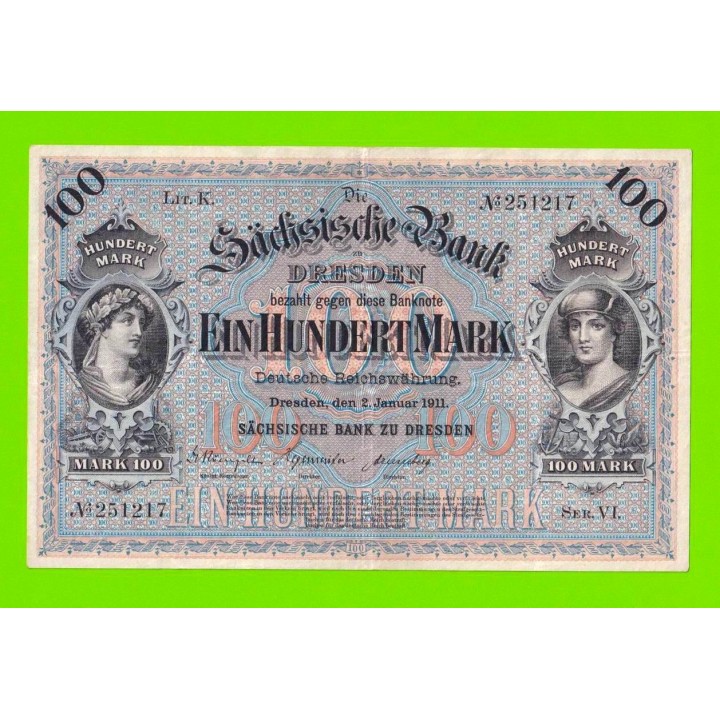 100
100
Lit. K.
Die
№ 251217
Sächsische Bank
HUNDERT
MARK
zu
HUNDERT
MARK
DRESDEN
bezahlt gegen diese Banknote
EIN HUNDERT MARK
100
Deutsche Reichswährung.
Dresden, den 2. Januar 1911.
100
100
SÄCHSISCHE BANK ZU DRESDEN
MARK 100
100 MARK
№ 251217
EIN HUNDERT MARK
Ser. VI.
100